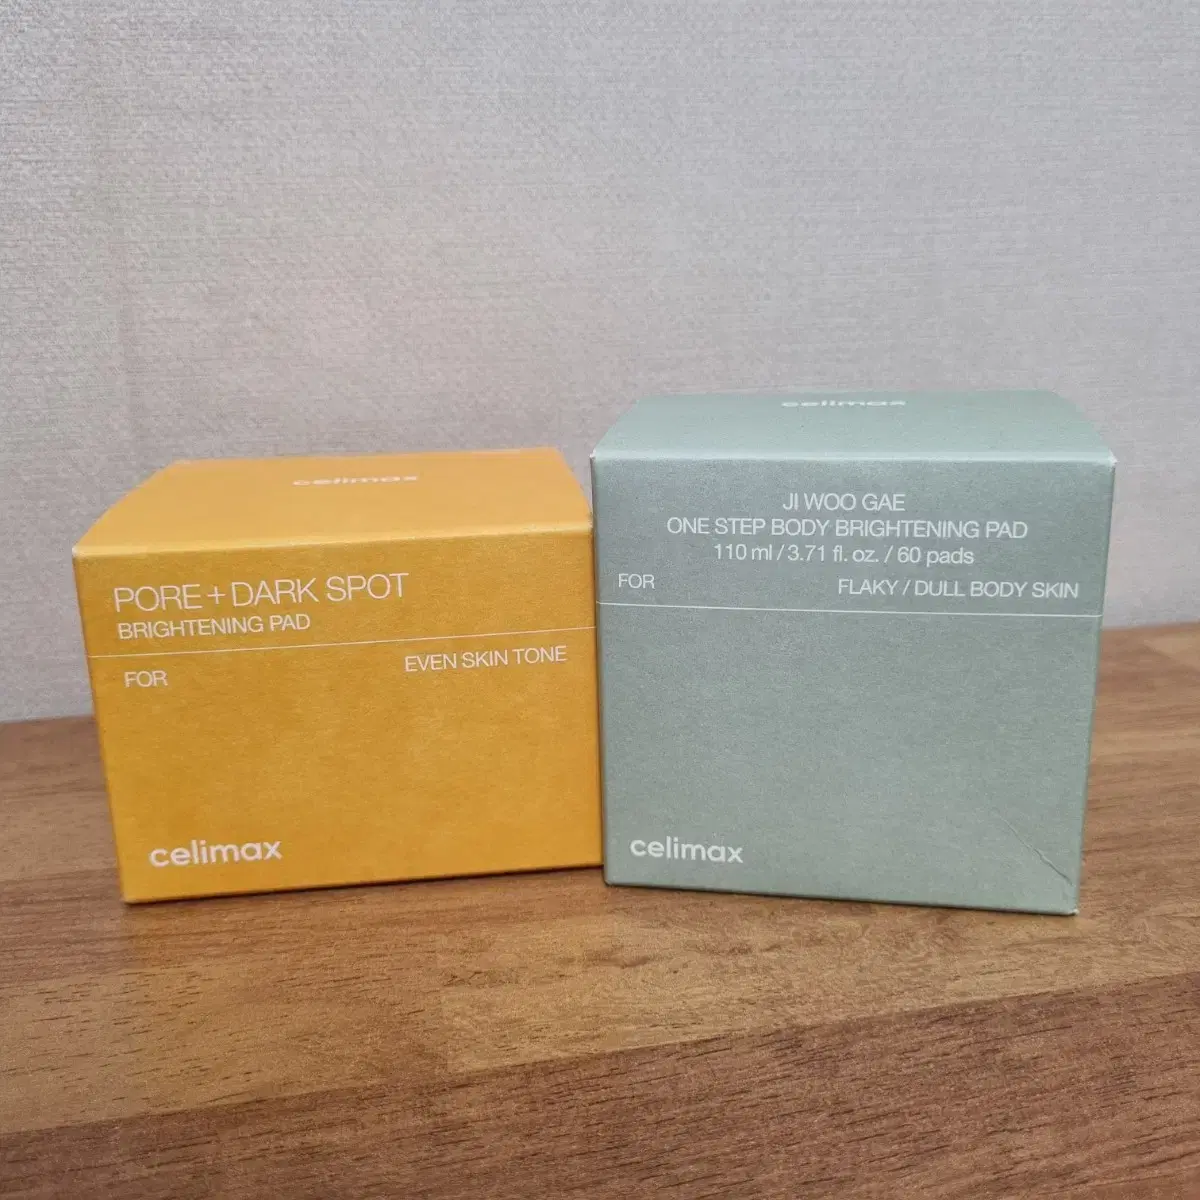 celimax
PORE + DARK SPOT
BRIGHTENING PAD
FOR
EVEN SKIN TONE
celimax
celimax
JI WOO GAE
ONE STEP BODY BRIGHTENING PAD
110 ml / 3.71 fl. oz. / 60 pads
FOR
FLAKY / DULL BODY SKIN
celimax